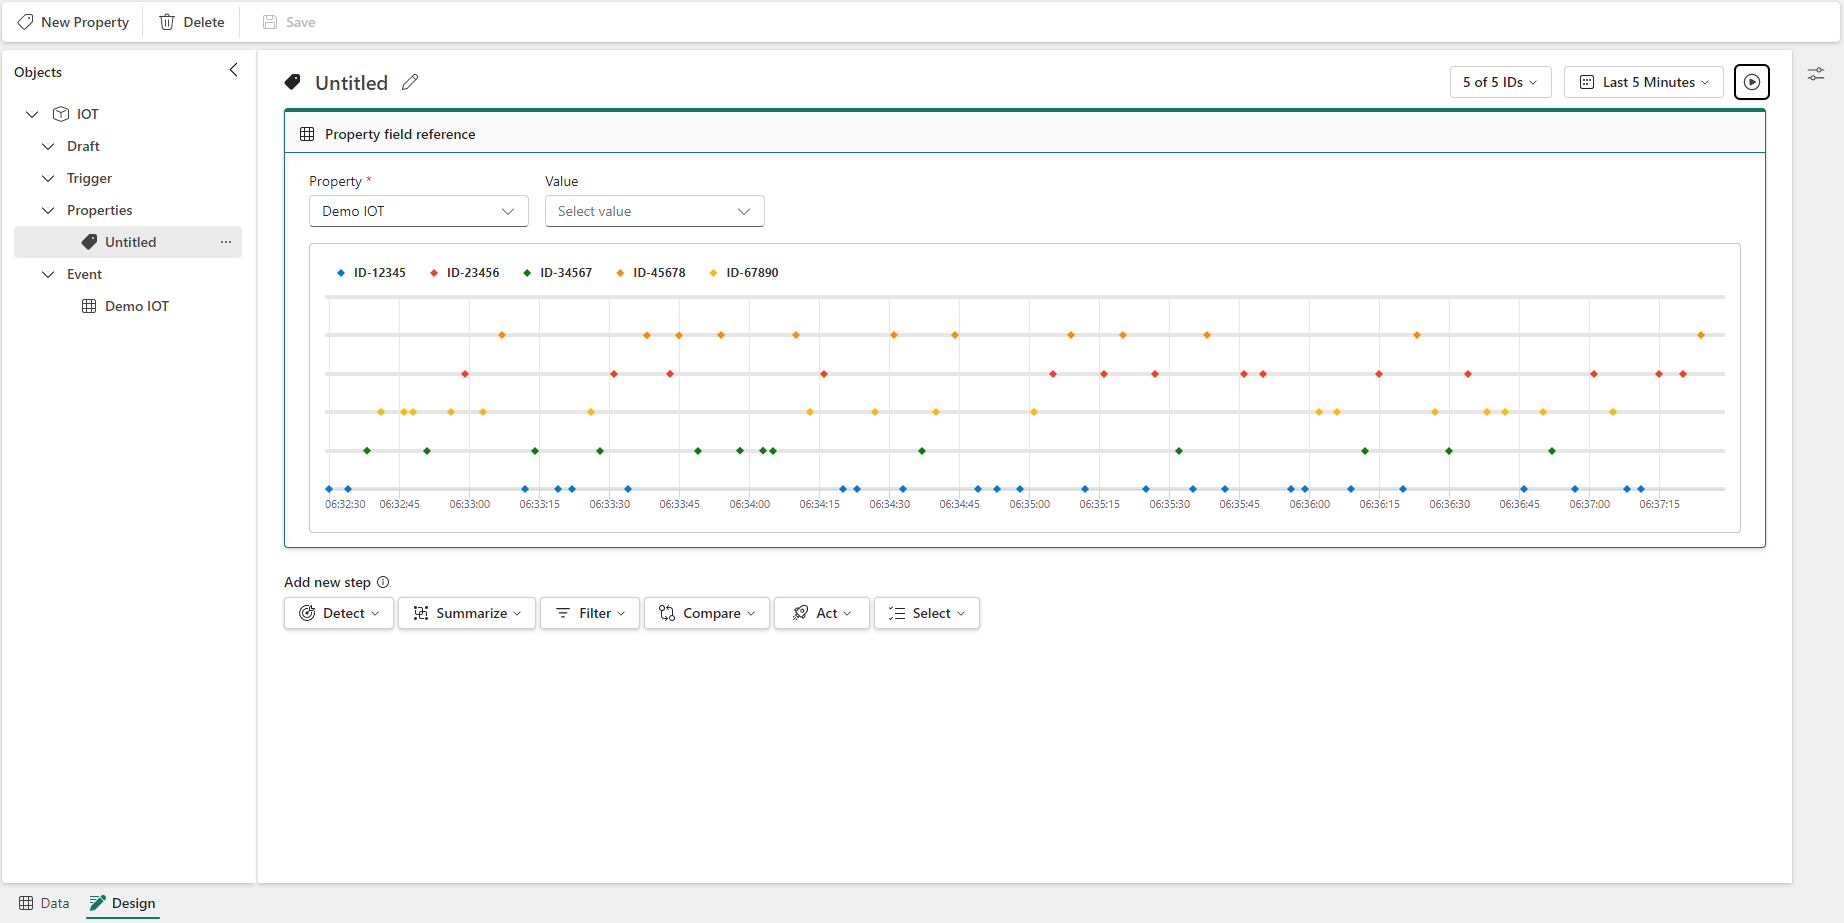 New Property
Delete
Save
Objects
IOT
Draft
Trigger
Properties
Untitled
Event
Demo IOT
Untitled
5 of 5 IDs
Last 5 Minutes
Property field reference
Property * Value
Demo IOT Select value
ID-12345 ID-23456 ID-34567 ID-45678 ID-67890
06:32:30 06:32:45 06:33:00 06:33:15 06:33:30 06:33:45 06:34:00 06:34:15 06:34:30 06:34:45 06:35:00 06:35:15 06:35:30 06:35:45 06:36:00 06:36:15 06:36:30 06:36:45 06:37:00 06:37:15
Add new step
Detect Summarize Filter Compare Act Select
Data Design